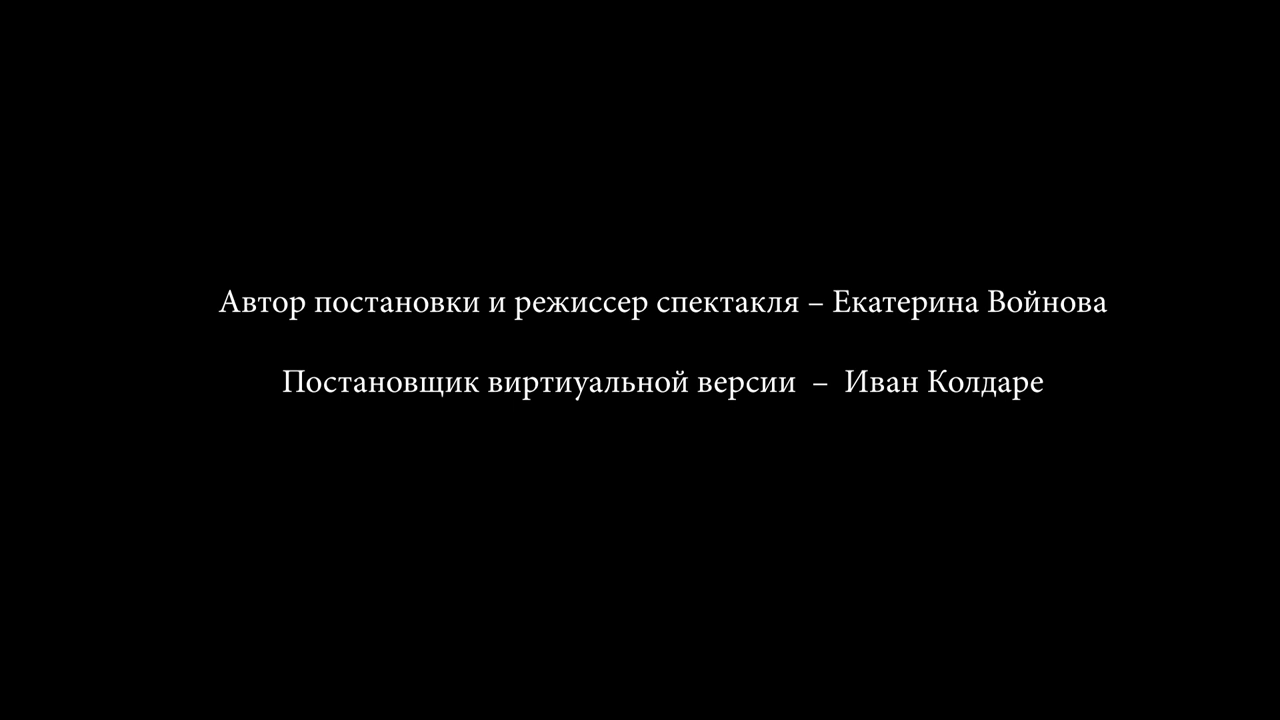 Автор постановки и режиссер спектакля – Екатерина Войнова
Постановщик виртиуальной версии – Иван Колдаре